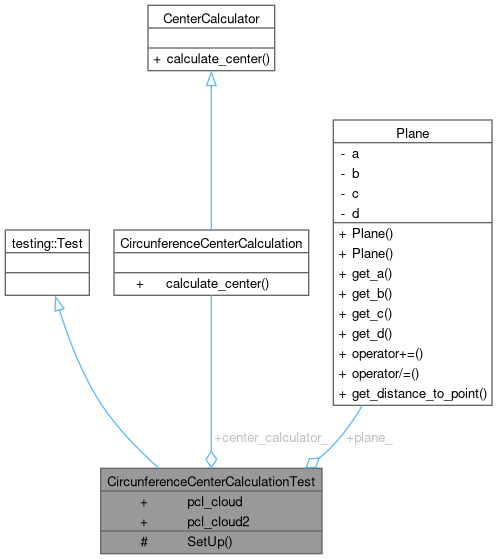 CenterCalculator
+ calculate_center()
Plane
- a
- b
- c
- d
+ Plane()
+ Plane()
+ get_a()
+ get_b()
+ get_c()
+ get_d()
+ operator+=()
+ operator/=()
+ get_distance_to_point()
testing::Test
CircunferenceCenterCalculation
+ calculate_center()
+center_calculator_
+plane_
CircunferenceCenterCalculationTest
+ pcl_cloud
+ pcl_cloud2
# SetUp()